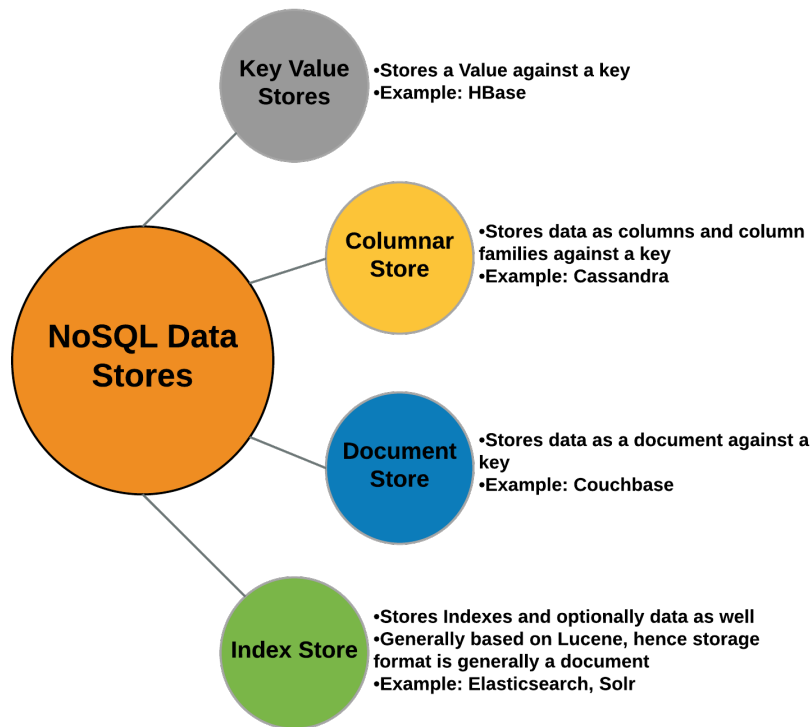 Key Value
Stores
•Stores a Value against a key
•Example: HBase
Columnar
Store
•Stores data as columns and column
families against a key
•Example: Cassandra
NoSQL Data
Stores
Document
Store
•Stores data as a document against a
key
•Example: Couchbase
Index Store
•Stores Indexes and optionally data as well
•Generally based on Lucene, hence storage
format is generally a document
•Example: Elasticsearch, Solr